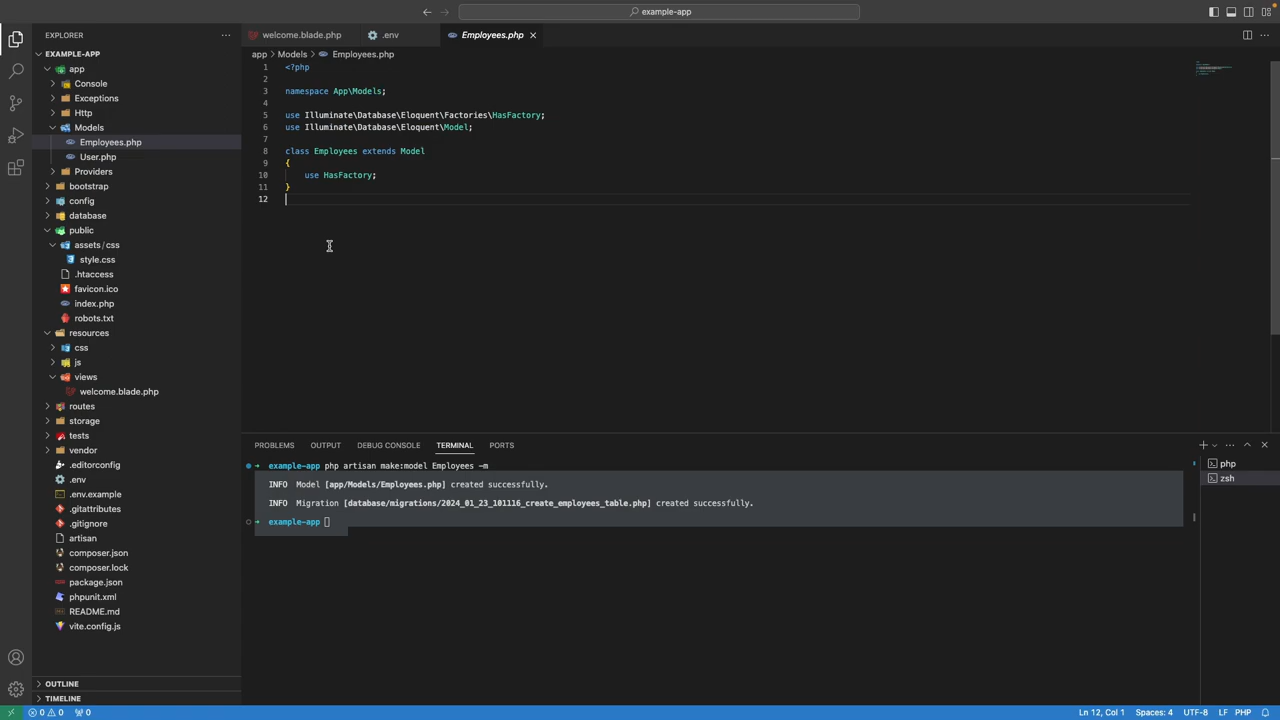 example-app
EXPLORER
EXAMPLE-APP
app
Console
Exceptions
Http
Models
Employees.php
User.php
Providers
bootstrap
config
database
public
assets/css
style.css
.htaccess
favicon.ico
index.php
robots.txt
resources
css
js
views
welcome.blade.php
routes
storage
tests
vendor
.editorconfig
.env
.env.example
.gitattributes
.gitignore
artisan
composer.json
composer.lock
package.json
phpunit.xml
README.md
vite.config.js
OUTLINE
TIMELINE
welcome.blade.php .env Employees.php
app > Models > Employees.php
1 <?php
2
3 namespace App\Models;
4
5 use Illuminate\Database\Eloquent\Factories\HasFactory;
6 use Illuminate\Database\Eloquent\Model;
7
8 class Employees extends Model
9 {
10 use HasFactory;
11 }
12
PROBLEMS OUTPUT DEBUG CONSOLE TERMINAL PORTS
example-app php artisan make:model Employees -m
INFO Model [app/Models/Employees.php] created successfully.
INFO Migration [database/migrations/2024_01_23_101116_create_employees_table.php] created successfully.
example-app
php
zsh
0 0 0 Ln 12, Col 1 Spaces: 4 UTF-8 LF PHP